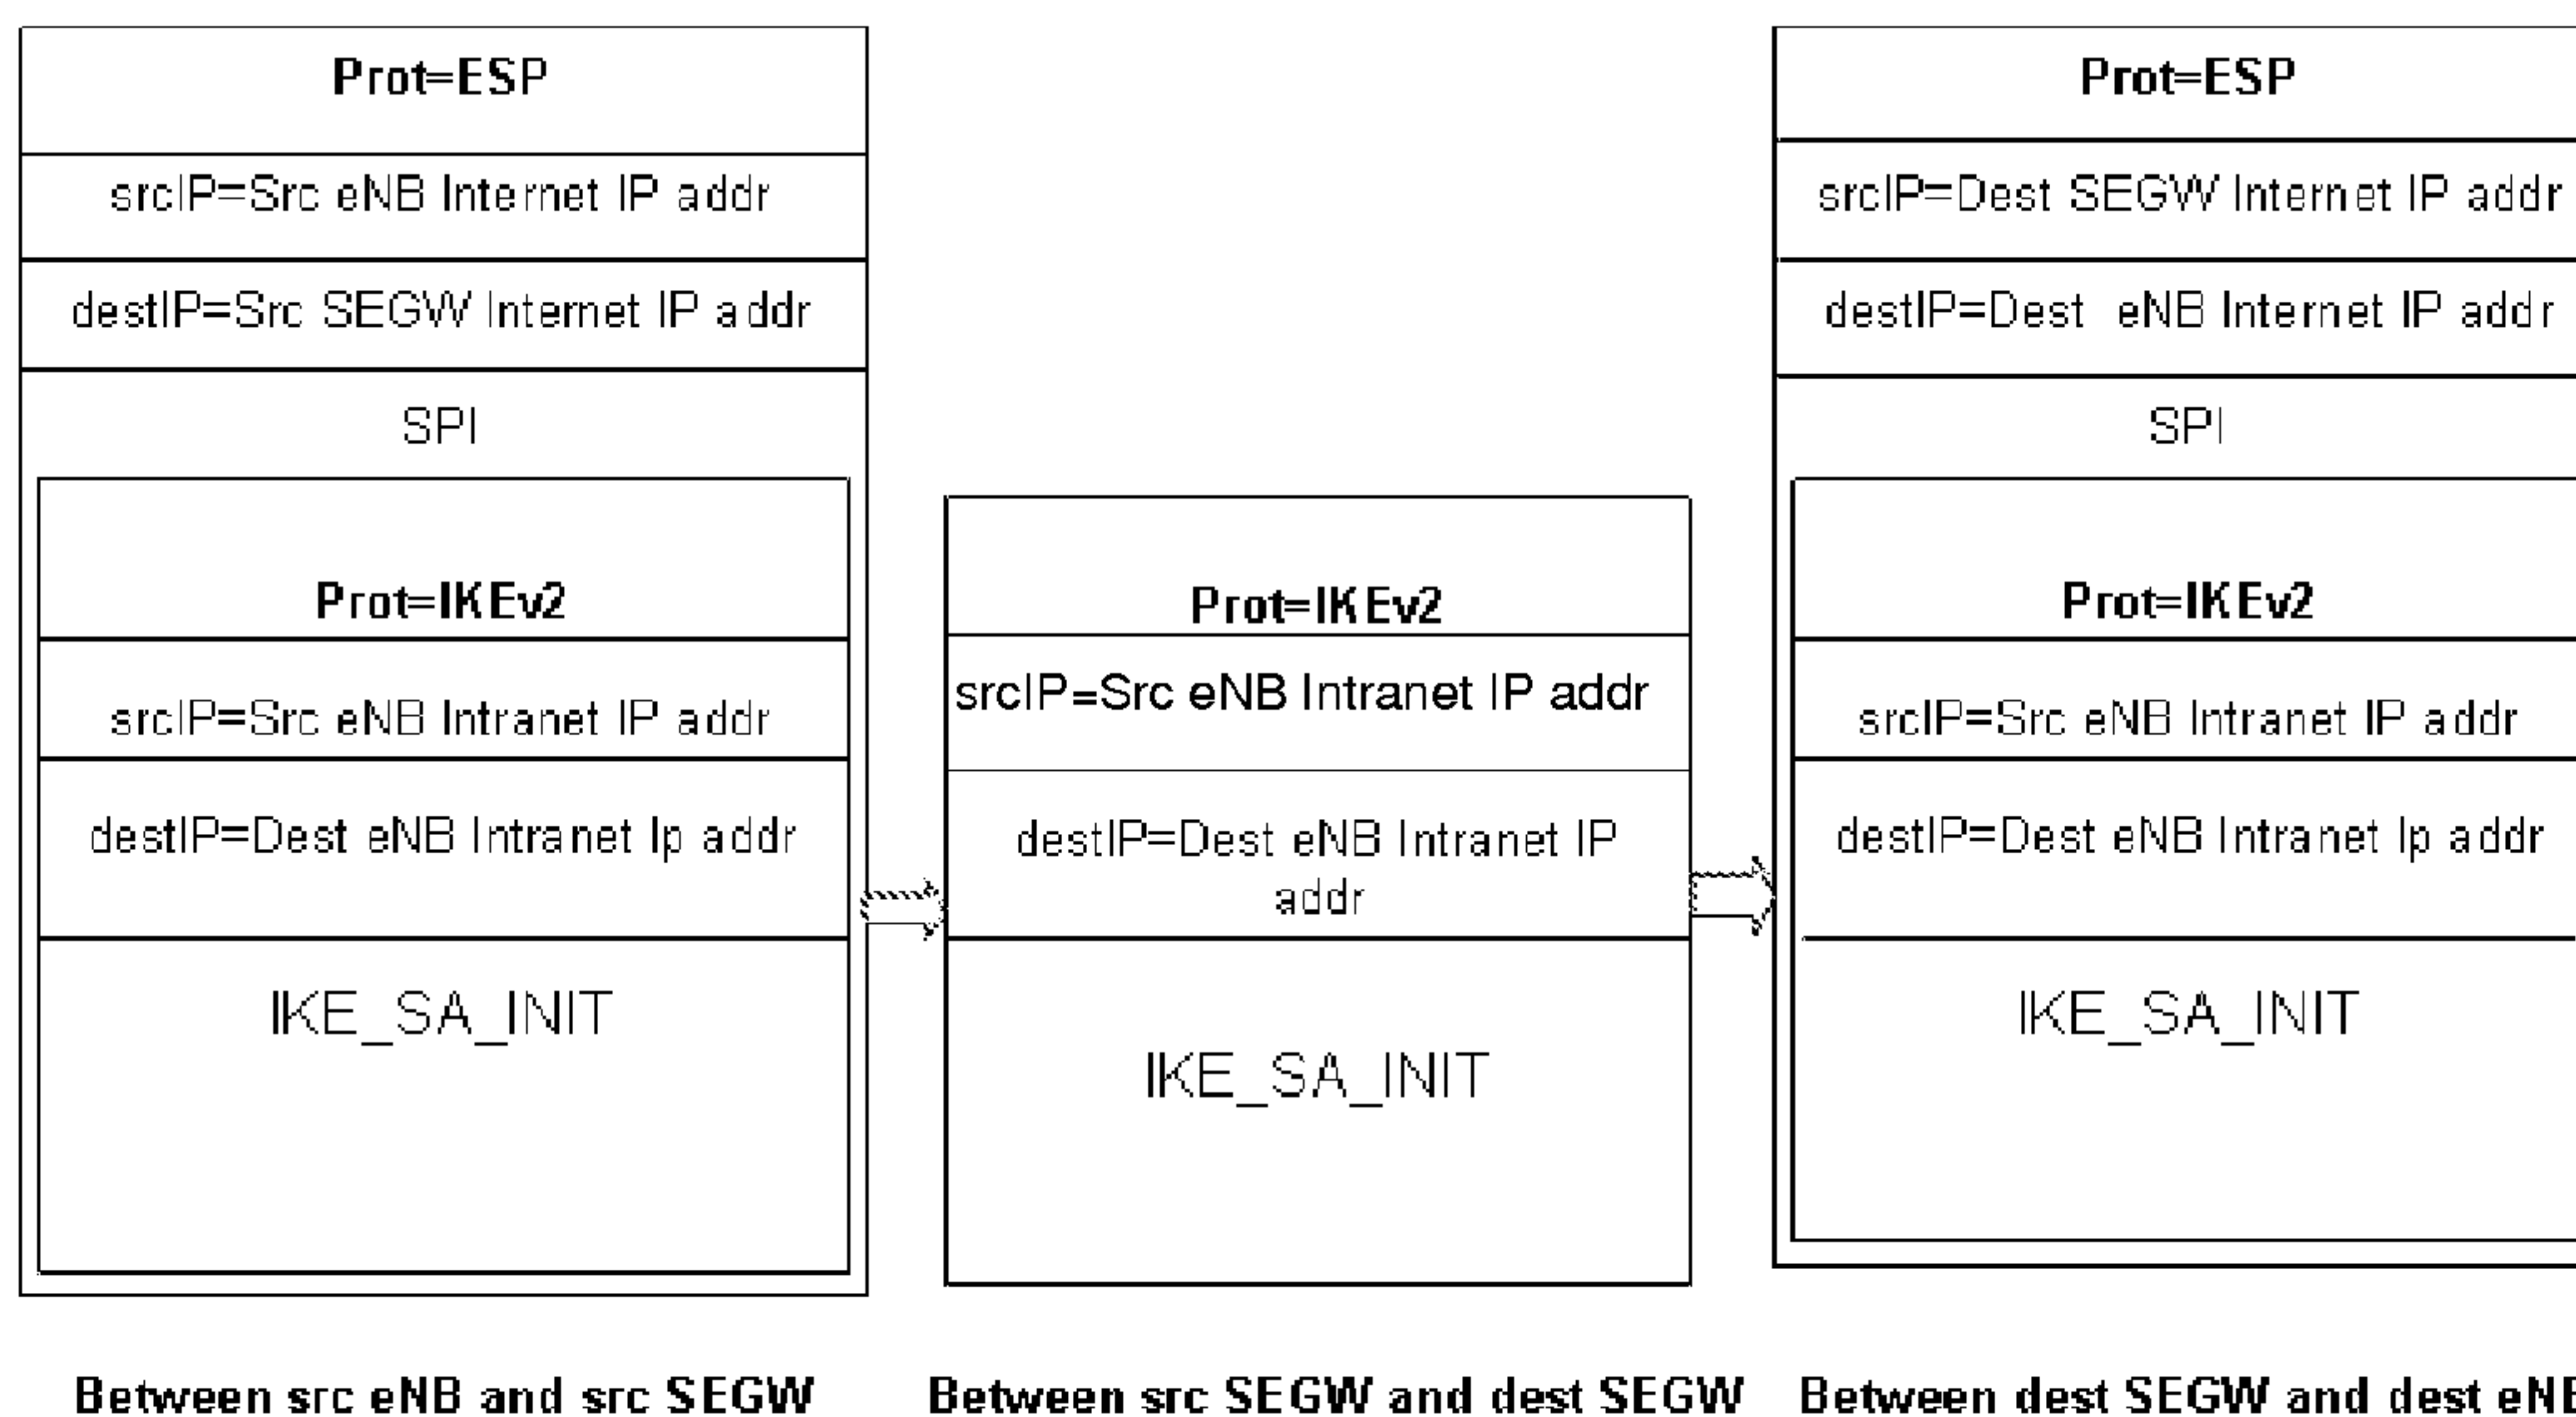 Prot=ESP
srcIP=Src eNB Internet IP addr
destIP=Src SEGW Internet IP addr
SPI
Prot=IKEv2
srcIP=Src eNB Intranet IP addr
destIP=Dest eNB Intranet Ip addr
IKE_SA_INIT
Between src eNB and src SEGW
Prot=IKEv2
srcIP=Src eNB Intranet IP addr
destIP=Dest eNB Intranet IP
addr
IKE_SA_INIT
Between src SEGW and dest SEGW
Prot=ESP
srcIP=Dest SEGW Internet IP addr
destIP=Dest eNB Internet IP addr
SPI
Prot=IKEv2
srcIP=Src eNB Intranet IP addr
destIP=Dest eNB Intranet Ip addr
IKE_SA_INIT
Between dest SEGW and dest eNB